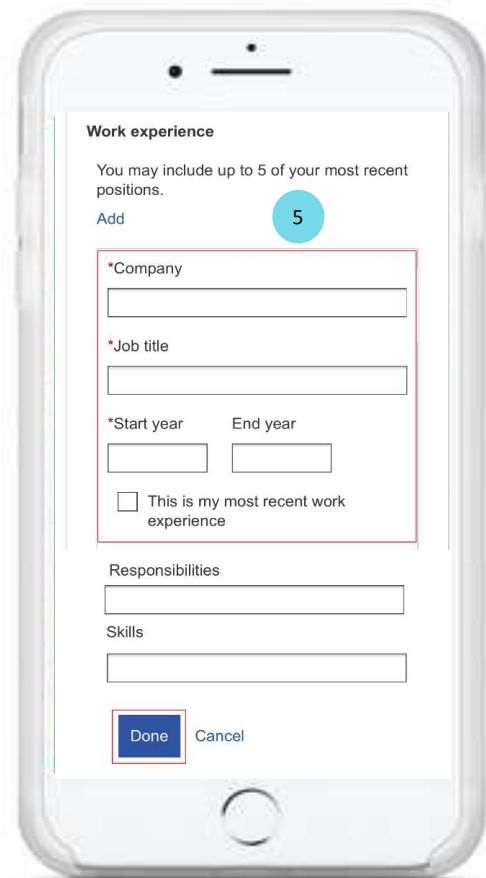 Work experience
You may include up to 5 of your most recent
positions.
Add
5
*Company
*Job title
*Start year End year
This is my most recent work
experience
Responsibilities
Skills
Done Cancel